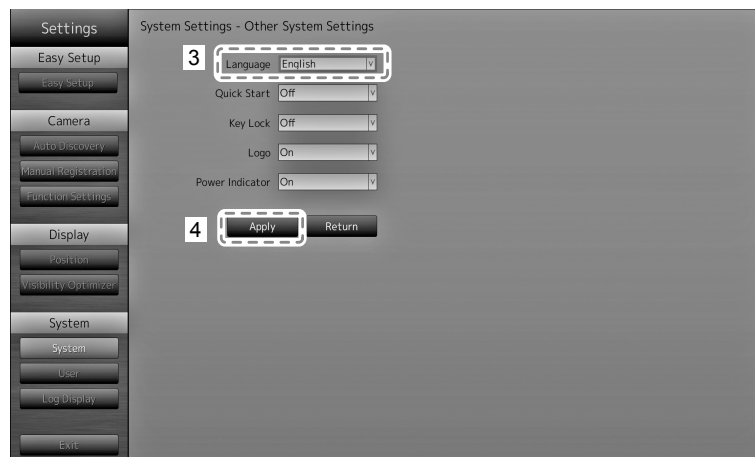 Settings
Easy Setup
Easy Setup
Camera
Auto Discovery
Manual Registration
Function Settings
Display
Position
Visibility Optimizer
System
System
User
Log Display
Exit
System Settings - Other System Settings
3
Language English
Quick Start Off
Key Lock Off
Logo On
Power Indicator On
4
Apply Return